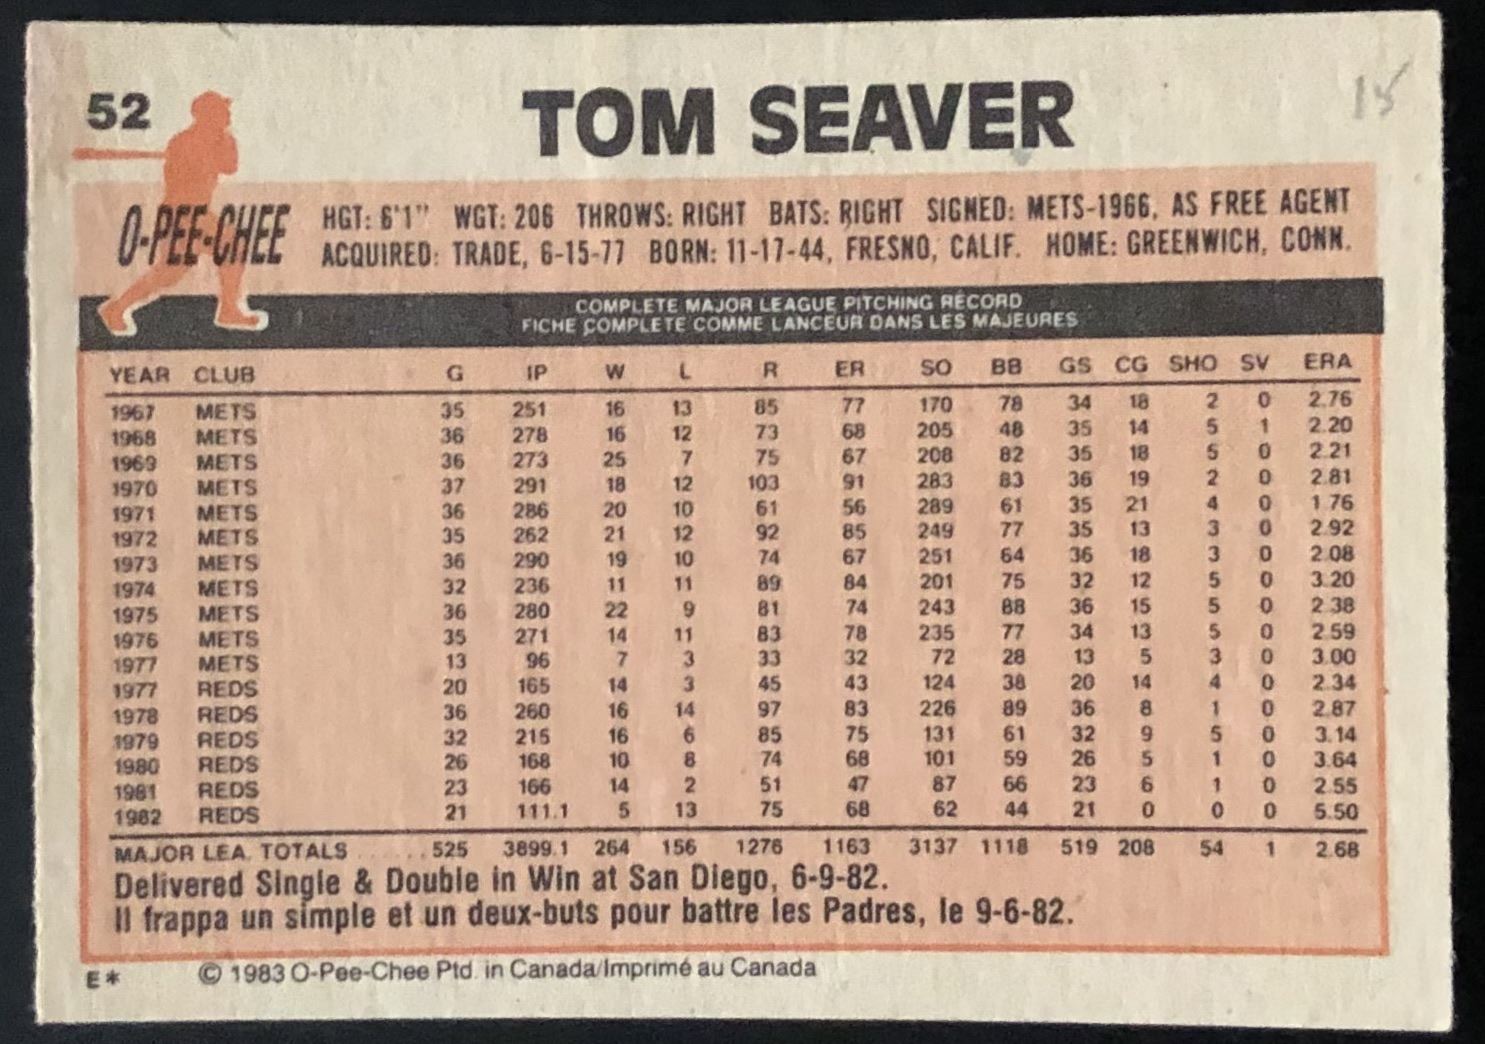 52
TOM SEAVER
15
O-PEE-CHEE
HGT: 6'1" WGT: 206 THROWS: RIGHT BATS: RIGHT SIGNED: METS-1966, AS FREE AGENT
ACQUIRED: TRADE, 6-15-77 BORN: 11-17-44, FRESNO, CALIF. HOME: GREENWICH, CONN.
COMPLETE MAJOR LEAGUE PITCHING RECORD
FICHE COMPLETE COMME LANCEUR DANS LES MAJEURES
YEAR CLUB G IP W L R ER SO BB GS CG SHO SV ERA
1967 METS 35 251 16 13 85 77 170 78 34 18 2 0 2.76
1968 METS 36 278 16 12 73 68 205 48 35 14 5 1 2.20
1969 METS 36 273 25 7 75 67 208 82 35 18 5 0 2.21
1970 METS 37 291 18 12 103 91 283 83 36 19 2 0 2.81
1971 METS 36 286 20 10 61 56 289 61 35 21 4 0 1.76
1972 METS 35 262 21 12 92 85 249 77 35 13 3 0 2.92
1973 METS 36 290 19 10 74 67 251 64 36 18 3 0 2.08
1974 METS 32 236 11 11 89 84 201 75 32 12 5 0 3.20
1975 METS 36 280 22 9 81 74 243 88 36 15 5 0 2.38
1976 METS 35 271 14 11 83 78 235 77 34 13 5 0 2.59
1977 METS 13 96 7 3 33 32 72 28 13 5 3 0 3.00
1977 REDS 20 165 14 3 45 43 124 38 20 14 4 0 2.34
1978 REDS 36 260 16 14 97 83 226 89 36 8 1 0 2.87
1979 REDS 32 215 16 6 85 75 131 61 32 9 5 0 3.14
1980 REDS 26 168 10 8 74 68 101 59 26 5 1 0 3.64
1981 REDS 23 166 14 2 51 47 87 66 23 6 1 0 2.55
1982 REDS 21 111.1 5 13 75 68 62 44 21 0 0 0 5.50
MAJOR LEA. TOTALS ...... 525 3899.1 264 156 1276 1163 3137 1118 519 208 54 1 2.68
Delivered Single & Double in Win at San Diego, 6-9-82.
Il frappa un simple et un deux-buts pour battre les Padres, le 9-6-82.
E* © 1983 O-Pee-Chee Ptd. in Canada/Imprimé au Canada